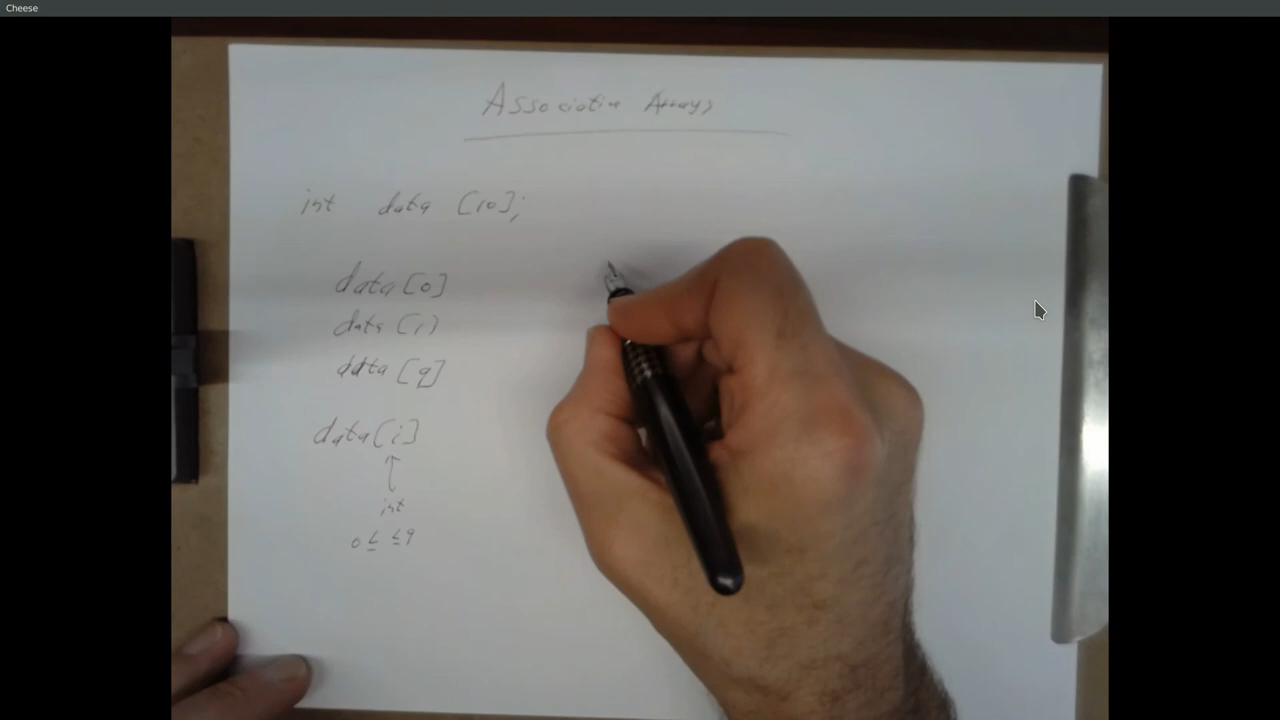 Cheese
Associative Arrays
int data [10];
data [0]
data [1]
data [9]
data [i]
int
0 ≤ ≤ 9